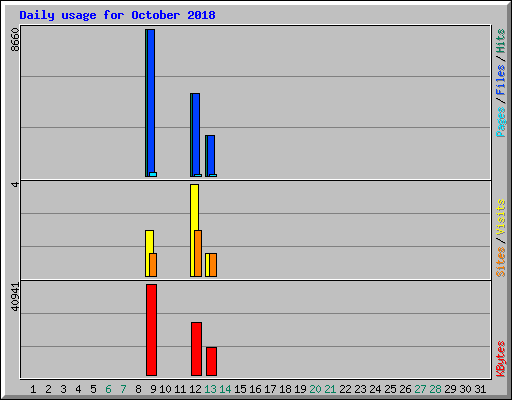 Daily usage for October 2018
8660
Pages / Files / Hits
4
Sites / Visits
40941
KBytes
1 2 3 4 5 6 7 8 9 10 11 12 13 14 15 16 17 18 19 20 21 22 23 24 25 26 27 28 29 30 31